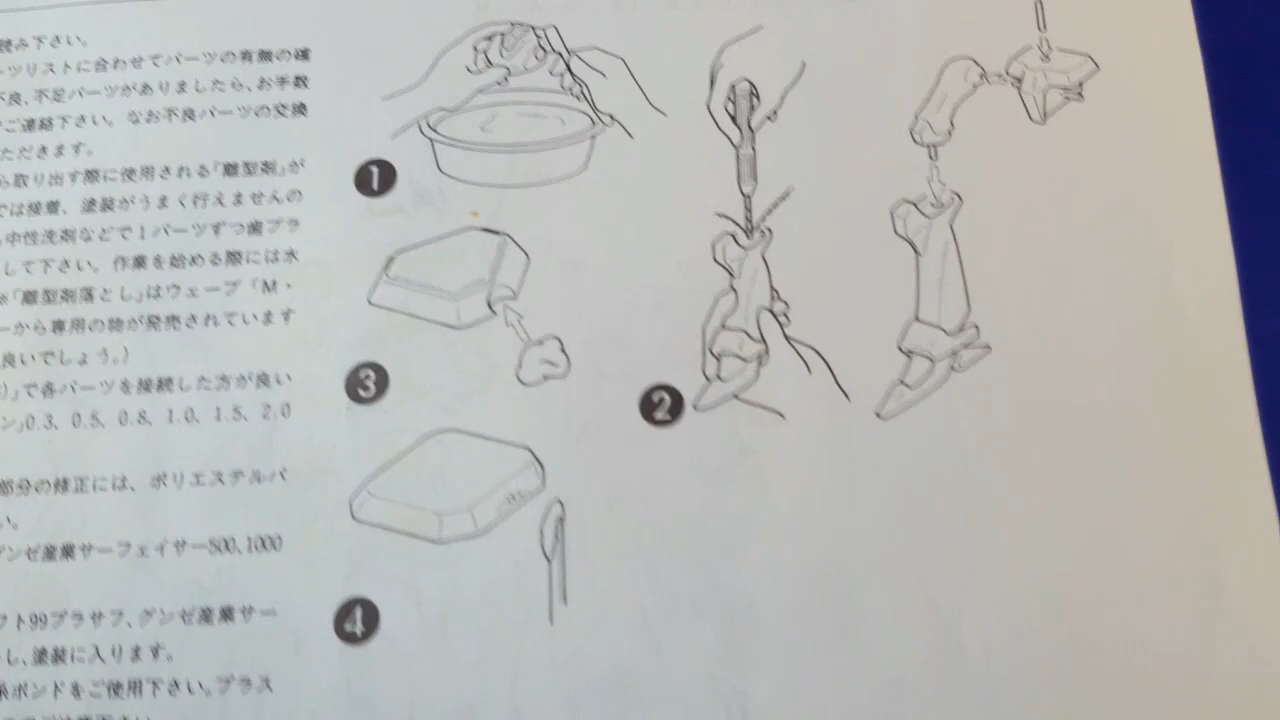 読み下さい。
ーツリストに合わせてパーツの有無の確
不良、不足パーツがありましたら、お手数
でご連絡下さい。なお不良パーツの交換
ただきます。
ら取り出す際に使用される「離型剤」が
では接着、塗装がうまく行えませんの
、中性洗剤などで1パーツずつ歯ブラ
して下さい。作業を始める際には水
※「離型剤落とし」はウェーブ「M・
ーから専用の物が発売されています
良いでしょう。)
)」で各パーツを接続した方が良い
ン」0.3、0.5、0.8、1.0、1.5、2.0
部分の修正には、ポリエステルパ
い。
グンゼ産業サーフェイサー500、1000
フト99プラサフ、グンゼ産業サー
し、塗装に入ります。
系ボンドをご使用下さい。プラス
1
2
3
4